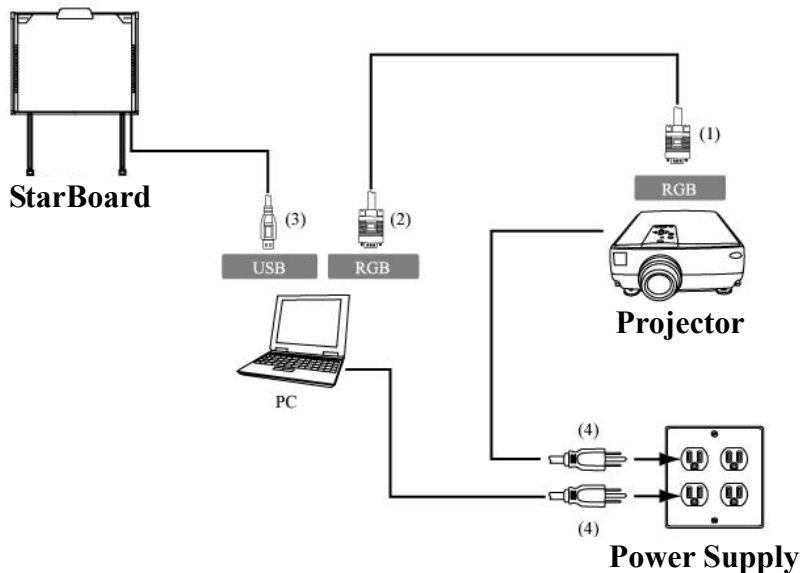 (1)
RGB
StarBoard
(3)
(2)
USB
RGB
Projector
PC
(4)
(4)
Power Supply